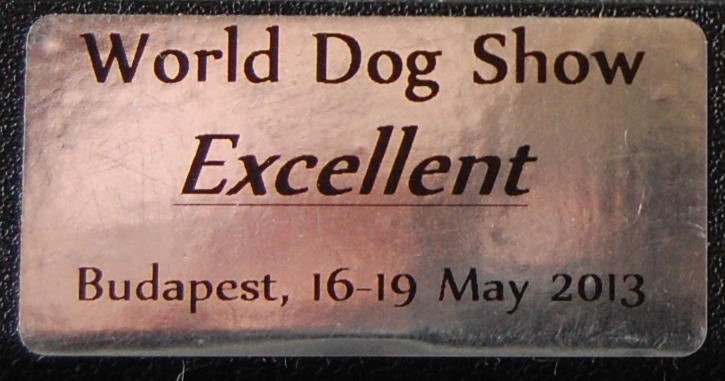 World Dog Show
Excellent
Budapest, 16-19 May 2013